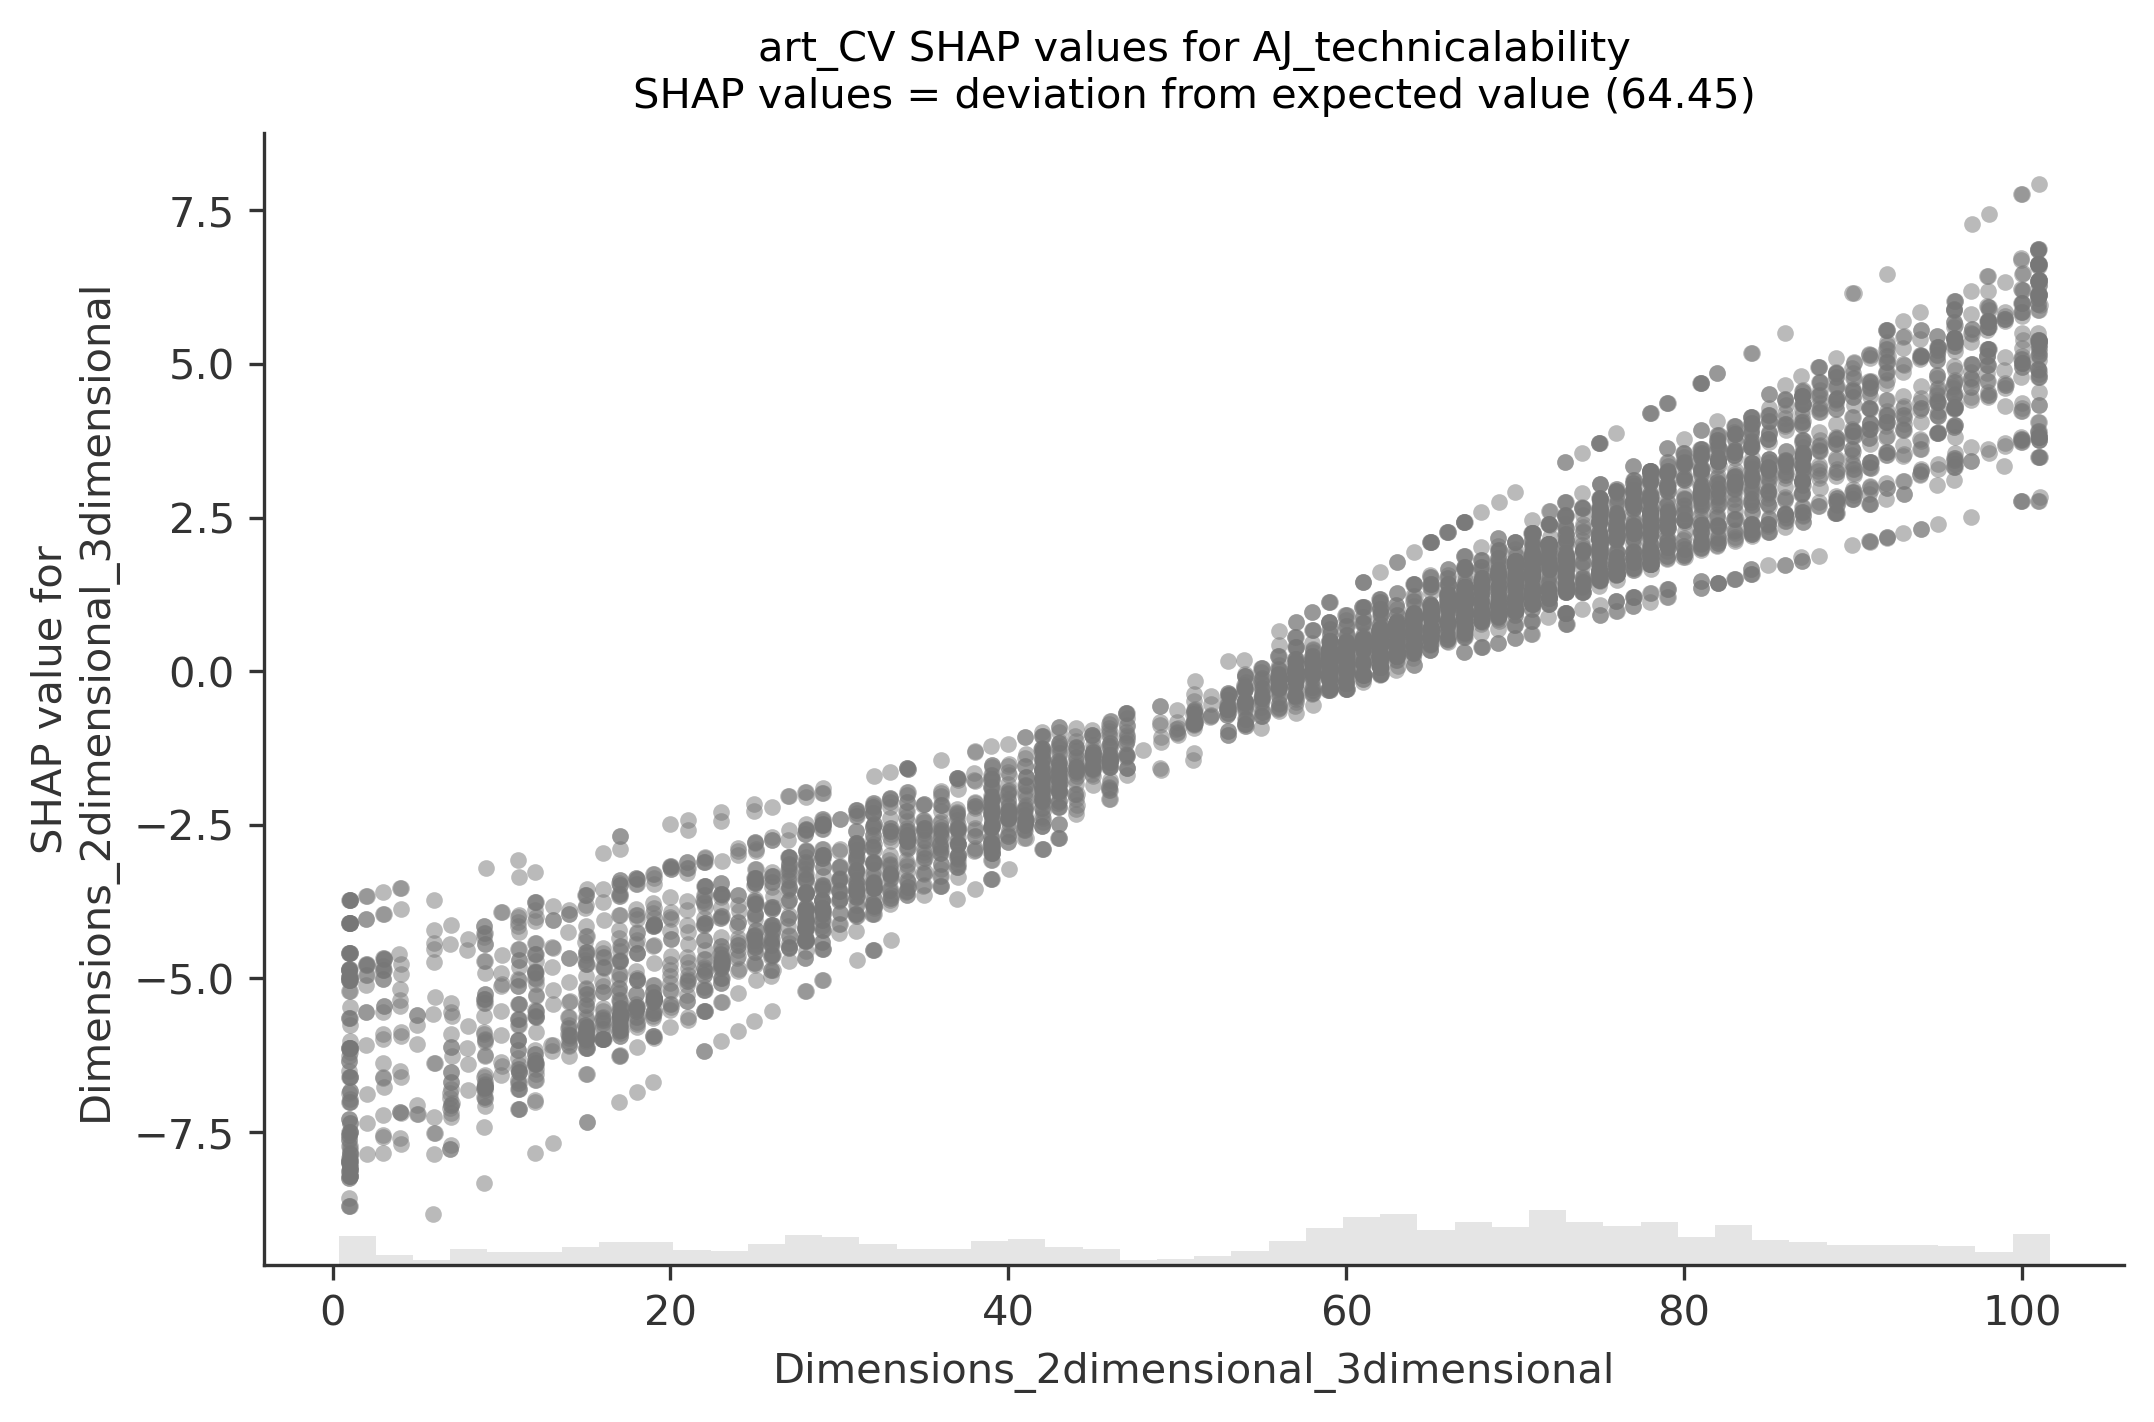 art_CV SHAP values for AJ_technicalability
SHAP values = deviation from expected value (64.45)
SHAP value for
Dimensions_2dimensional_3dimensional
7.5
5.0
2.5
0.0
−2.5
−5.0
−7.5
0
20
40
60
80
100
Dimensions_2dimensional_3dimensional